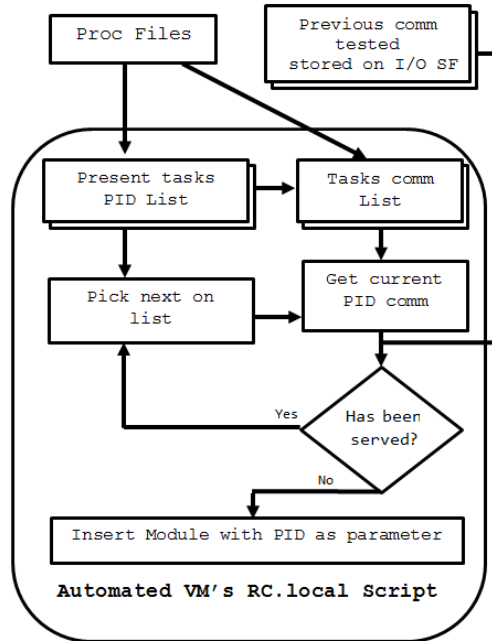 Proc Files
Previous comm
tested
stored on I/O SF
Present tasks
PID List
Tasks comm
List
Pick next on
list
Get current
PID comm
Yes
Has been
served?
No
Insert Module with PID as parameter
Automated VM's RC.local Script